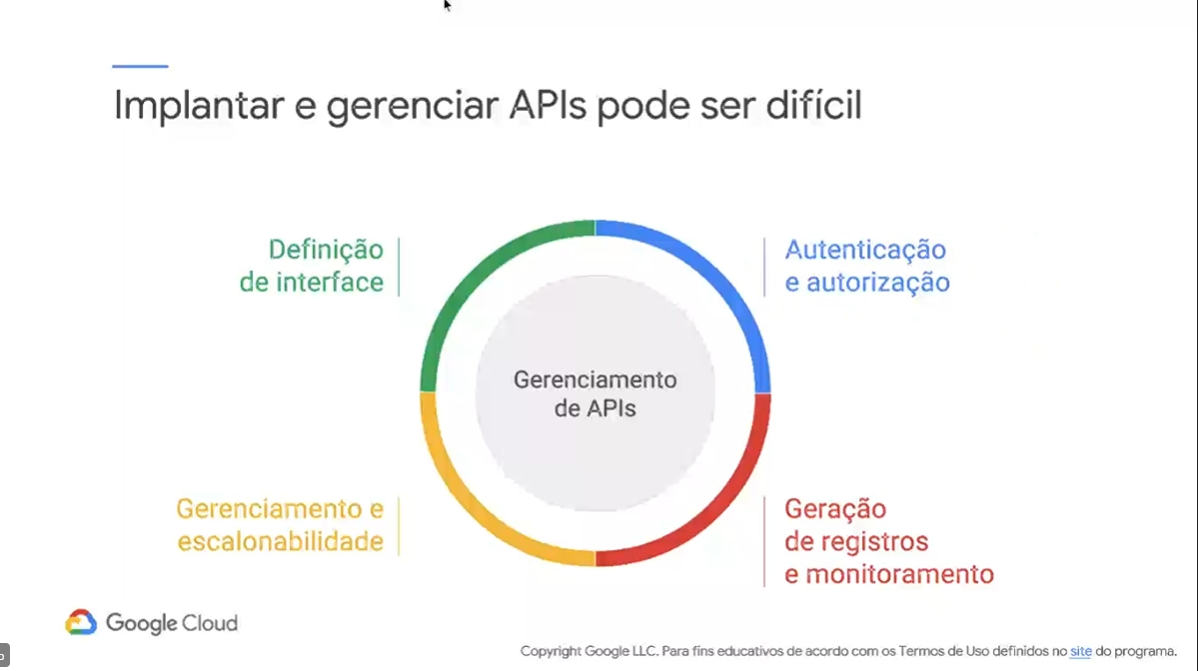 Implantar e gerenciar APIs pode ser difícil
Definição
de interface
Autenticação
e autorização
Gerenciamento
de APIs
Gerenciamento e
escalonabilidade
Geração
de registros
e monitoramento
Google Cloud
Copyright Google LLC. Para fins educativos de acordo com os Termos de Uso definidos no site do programa.